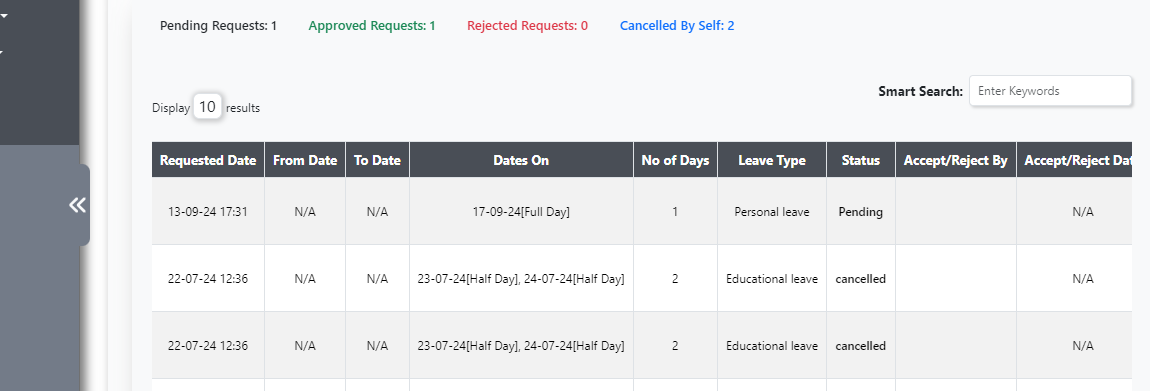 Pending Requests: 1 Approved Requests: 1 Rejected Requests: 0 Cancelled By Self: 2
Smart Search: Enter Keywords
Display 10 results
Requested Date From Date To Date Dates On No of Days Leave Type Status Accept/Reject By Accept/Reject Dat
13-09-24 17:31 N/A N/A 17-09-24[Full Day] 1 Personal leave Pending N/A
22-07-24 12:36 N/A N/A 23-07-24[Half Day], 24-07-24[Half Day] 2 Educational leave cancelled N/A
22-07-24 12:36 N/A N/A 23-07-24[Half Day], 24-07-24[Half Day] 2 Educational leave cancelled N/A